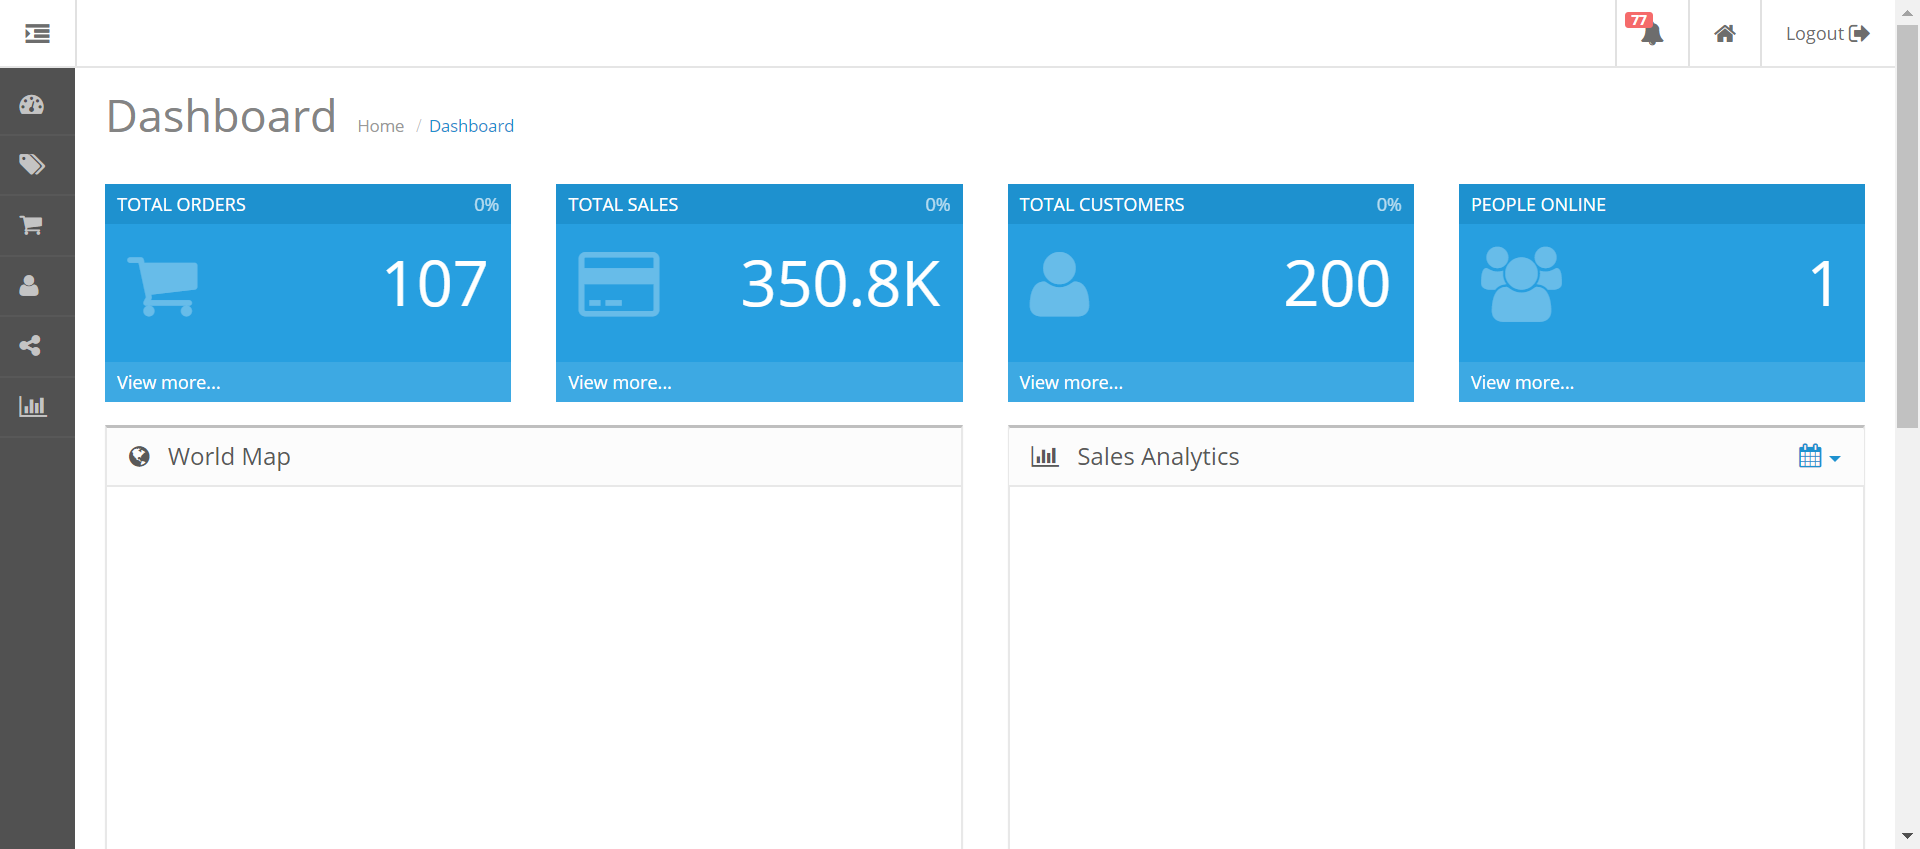 77
Logout
Dashboard
Home / Dashboard
TOTAL ORDERS 0%
107
View more...
TOTAL SALES 0%
350.8K
View more...
TOTAL CUSTOMERS 0%
200
View more...
PEOPLE ONLINE
1
View more...
World Map
Sales Analytics